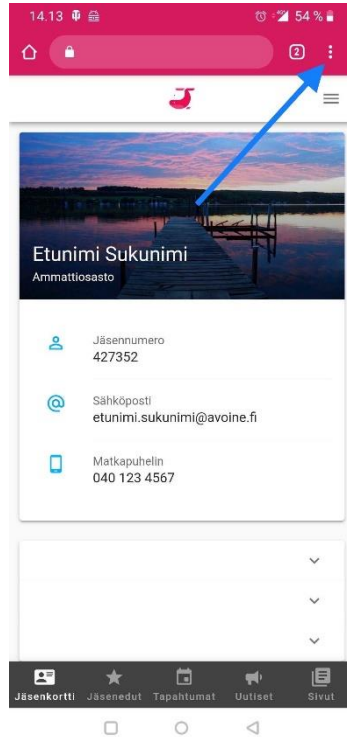 14.13
54 %
2
Etunimi Sukunimi
Ammattiosasto
Jäsennumero
427352
Sähköposti
etunimi.sukunimi@avoine.fi
Matkapuhelin
040 123 4567
Jäsenkortti Jäsenedut Tapahtumat Uutiset Sivut